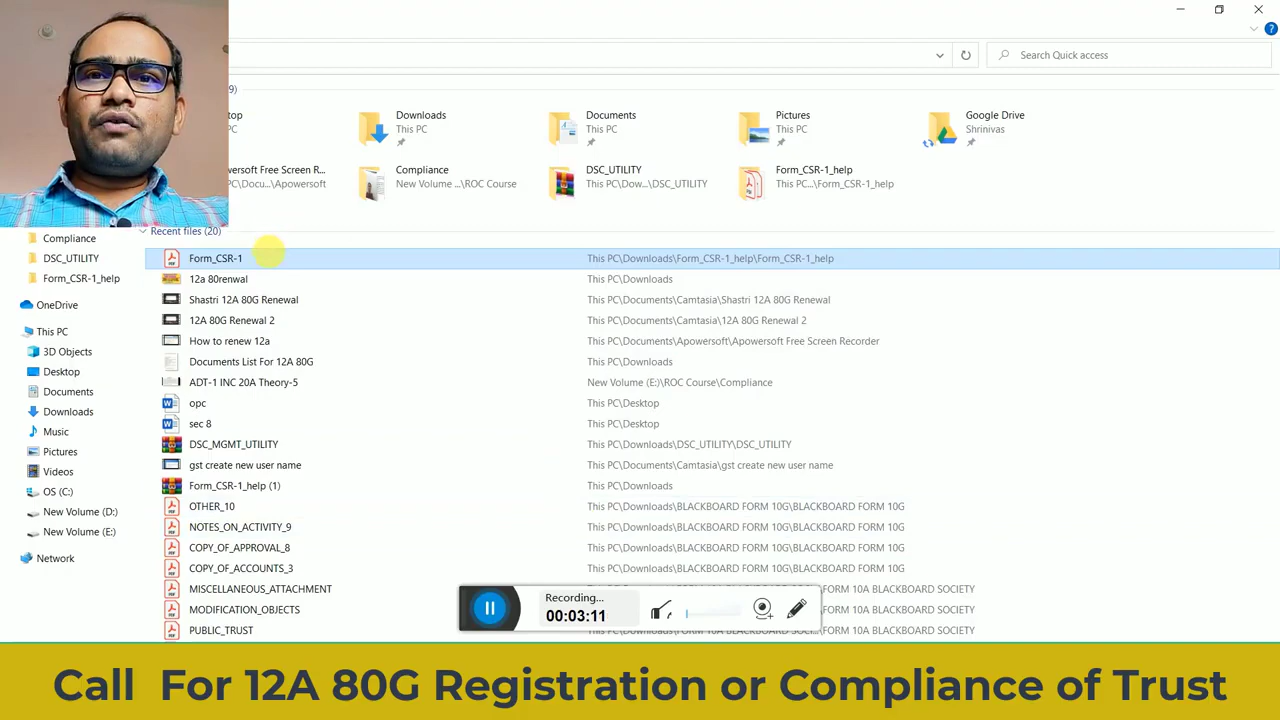 Search Quick access
9)
top
Downloads
Documents
Pictures
Google Drive
PC
This PC
This PC
This PC
Shrinivas
Apowersoft Free Screen R...
Compliance
DSC_UTILITY
Form_CSR-1_help
PC\Docu...\Apowersoft
New Volume ...\ROC Course
This PC\Dow...\DSC_UTILITY
This PC...\Form_CSR-1_help
Recent files (20)
Compliance
DSC_UTILITY
Form_CSR-1_help
OneDrive
This PC
3D Objects
Desktop
Documents
Downloads
Music
Pictures
Videos
OS (C:)
New Volume (D:)
New Volume (E:)
Network
Form_CSR-1 This PC\Downloads\Form_CSR-1_help\Form_CSR-1_help
12a 80renwal This PC\Downloads
Shastri 12A 80G Renewal This PC\Documents\Camtasia\Shastri 12A 80G Renewal
12A 80G Renewal 2 This PC\Documents\Camtasia\12A 80G Renewal 2
How to renew 12a This PC\Documents\Apowersoft\Apowersoft Free Screen Recorder
Documents List For 12A 80G This PC\Downloads
ADT-1 INC 20A Theory-5 New Volume (E:)\ROC Course\Compliance
opc This PC\Desktop
sec 8 This PC\Desktop
DSC_MGMT_UTILITY This PC\Downloads\DSC_UTILITY\DSC_UTILITY
gst create new user name This PC\Documents\Camtasia\gst create new user name
Form_CSR-1_help (1) This PC\Downloads
OTHER_10 This PC\Downloads\BLACKBOARD FORM 10G\BLACKBOARD FORM 10G
NOTES_ON_ACTIVITY_9 This PC\Downloads\BLACKBOARD FORM 10G\BLACKBOARD FORM 10G
COPY_OF_APPROVAL_8 This PC\Downloads\BLACKBOARD FORM 10G\BLACKBOARD FORM 10G
COPY_OF_ACCOUNTS_3 This PC\Downloads\BLACKBOARD FORM 10G\BLACKBOARD FORM 10G
MISCELLANEOUS_ATTACHMENT FORM 10A BLACKBOARD SOCIETY
MODIFICATION_OBJECTS FORM 10A BLACKBOARD SOCIETY
PUBLIC_TRUST FORM 10A BLACKBOARD SOCIETY
Recording...
00:03:11
Call For 12A 80G Registration or Compliance of Trust